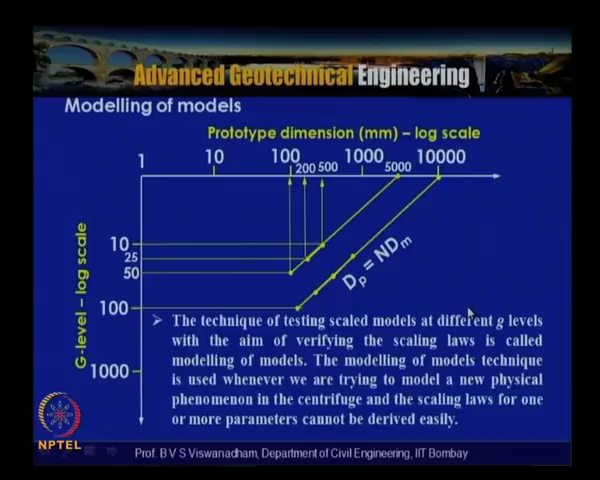 Advanced Geotechnical Engineering
Modelling of models
Prototype dimension (mm) – log scale
1 10 100 200 500 1000 5000 10000
G-level – log scale
10
25
50
100
1000
Dₚ = NDₘ
➢ The technique of testing scaled models at different g levels
with the aim of verifying the scaling laws is called
modelling of models. The modelling of models technique
is used whenever we are trying to model a new physical
phenomenon in the centrifuge and the scaling laws for one
or more parameters cannot be derived easily.
NPTEL
Prof. B V S Viswanadham, Department of Civil Engineering, IIT Bombay